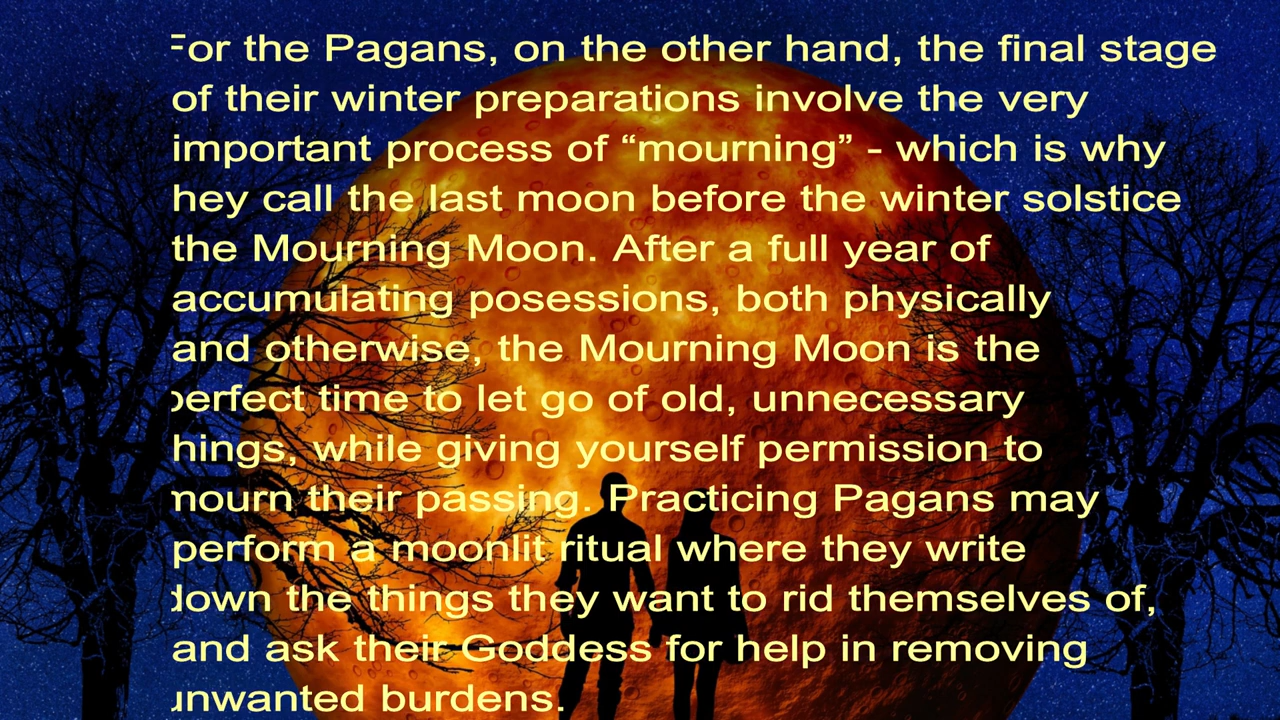 For the Pagans, on the other hand, the final stage
of their winter preparations involve the very
important process of “mourning” - which is why
hey call the last moon before the winter solstice
the Mourning Moon. After a full year of
accumulating posessions, both physically
and otherwise, the Mourning Moon is the
perfect time to let go of old, unnecessary
hings, while giving yourself permission to
mourn their passing. Practicing Pagans may
perform a moonlit ritual where they write
down the things they want to rid themselves of,
and ask their Goddess for help in removing
unwanted burdens.